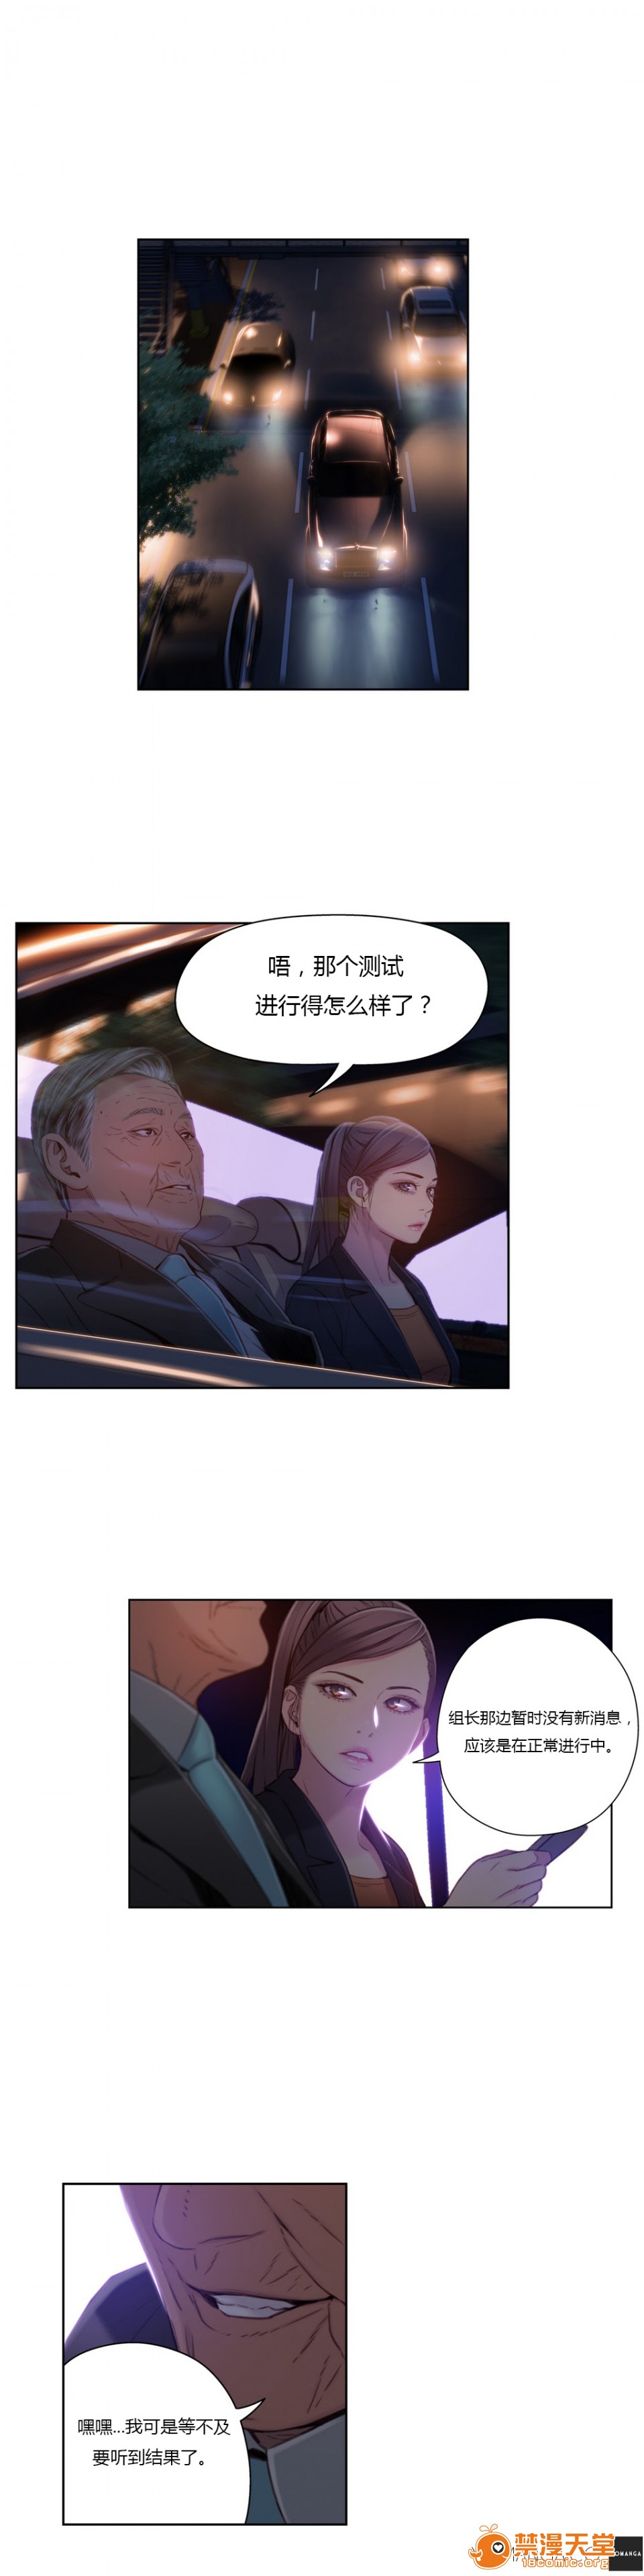 唔，那个测试
进行得怎么样了？
组长那边暂时没有新消息，
应该是在正常进行中。
嘿嘿...我可是等不及
要听到结果了。
禁漫天堂
18comic.org